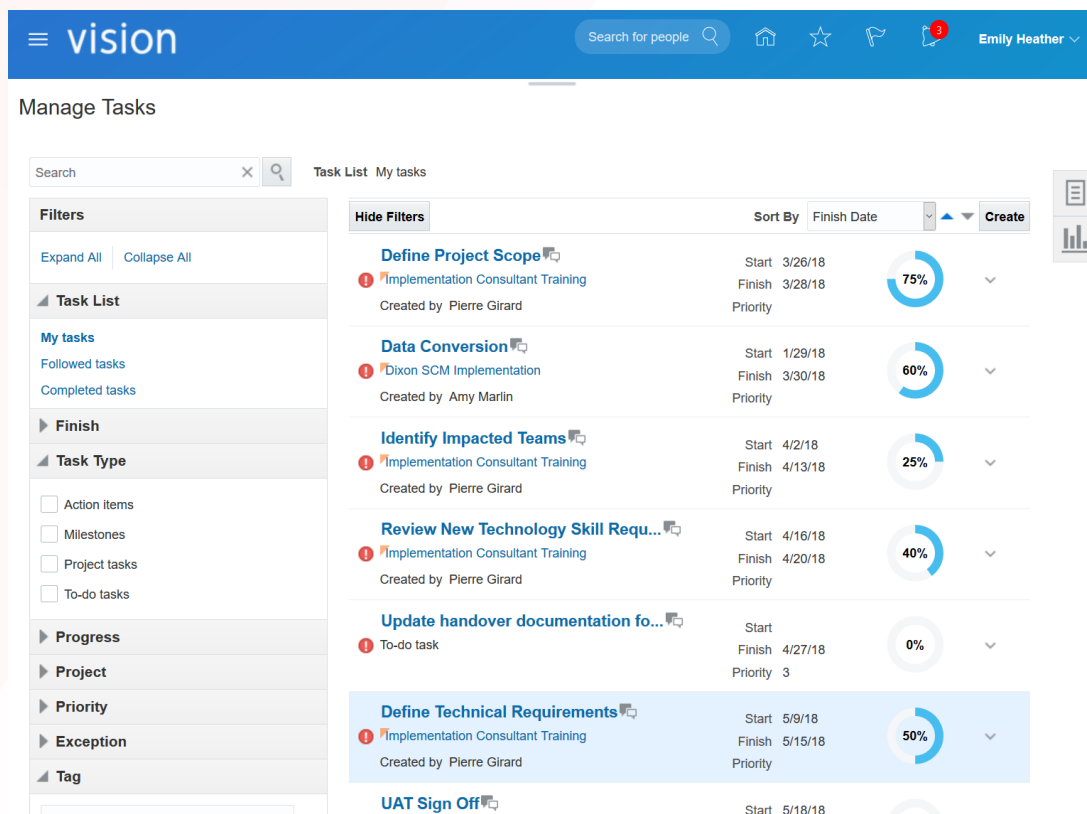 vision
Search for people
3
Emily Heather
Manage Tasks
Search
Task List My tasks
Filters
Expand All
Collapse All
Task List
My tasks
Followed tasks
Completed tasks
Finish
Task Type
Action items
Milestones
Project tasks
To-do tasks
Progress
Project
Priority
Exception
Tag
Hide Filters
Sort By Finish Date
Create
Define Project Scope
Implementation Consultant Training
Created by Pierre Girard
Start 3/26/18
Finish 3/28/18
Priority
75%
Data Conversion
Dixon SCM Implementation
Created by Amy Marlin
Start 1/29/18
Finish 3/30/18
Priority
60%
Identify Impacted Teams
Implementation Consultant Training
Created by Pierre Girard
Start 4/2/18
Finish 4/13/18
Priority
25%
Review New Technology Skill Requ...
Implementation Consultant Training
Created by Pierre Girard
Start 4/16/18
Finish 4/20/18
Priority
40%
Update handover documentation fo...
To-do task
Start
Finish 4/27/18
Priority 3
0%
Define Technical Requirements
Implementation Consultant Training
Created by Pierre Girard
Start 5/9/18
Finish 5/15/18
Priority
50%
UAT Sign Off
Start 5/18/18